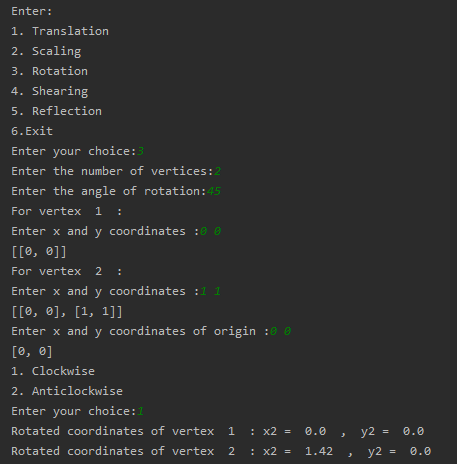 Enter:
1. Translation
2. Scaling
3. Rotation
4. Shearing
5. Reflection
6.Exit
Enter your choice:3
Enter the number of vertices:2
Enter the angle of rotation:45
For vertex  1  :
Enter x and y coordinates :0 0
[[0, 0]]
For vertex  2  :
Enter x and y coordinates :1 1
[[0, 0], [1, 1]]
Enter x and y coordinates of origin :0 0
[0, 0]
1. Clockwise
2. Anticlockwise
Enter your choice:1
Rotated coordinates of vertex  1  : x2 =  0.0  ,  y2 =  0.0
Rotated coordinates of vertex  2  : x2 =  1.42  ,  y2 =  0.0